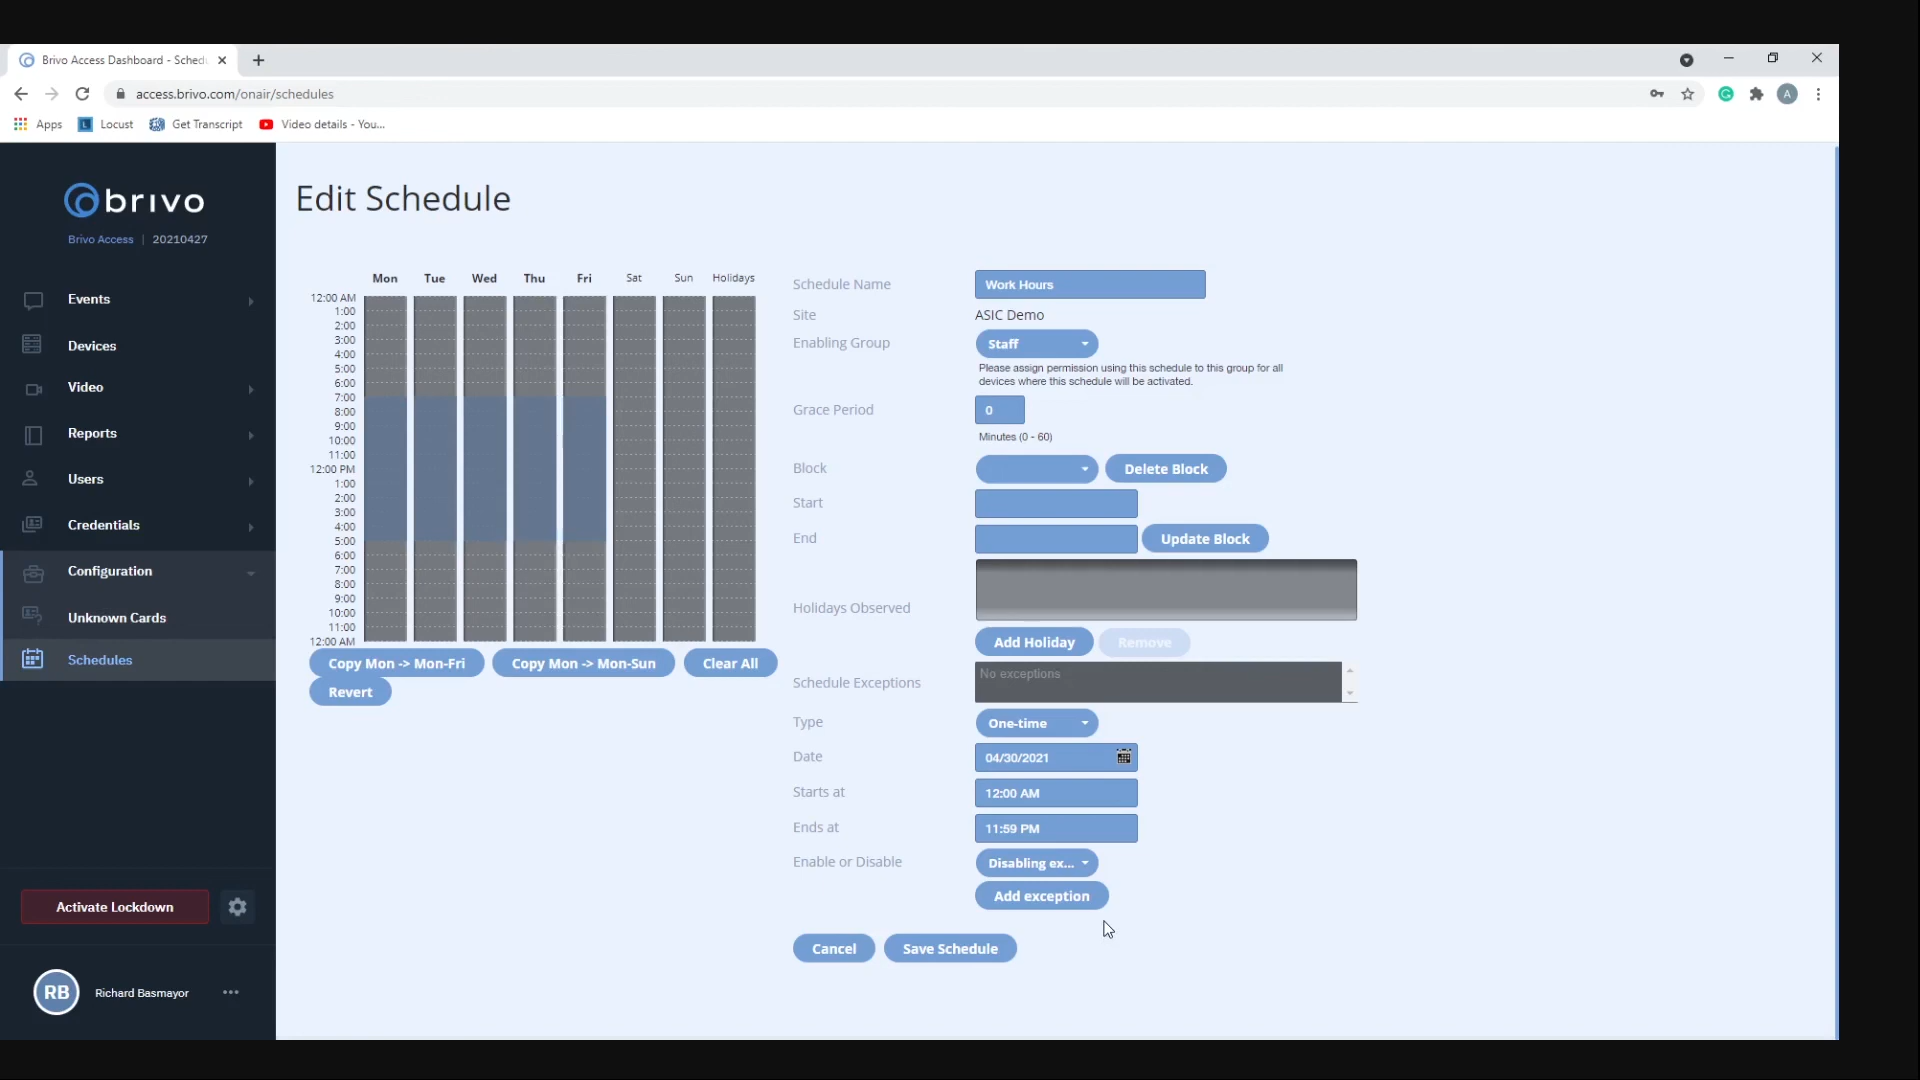 Brivo Access Dashboard - Schedu
access.brivo.com/onair/schedules
A
Apps
Locust
Get Transcript
Video details - You...
brivo
Brivo Access | 20210427
Events
Devices
Video
Reports
Users
Credentials
Configuration
Unknown Cards
Schedules
Activate Lockdown
RB
Richard Basmayor
Edit Schedule
Mon Tue Wed Thu Fri Sat Sun Holidays
12:00 AM
1:00
2:00
3:00
4:00
5:00
6:00
7:00
8:00
9:00
10:00
11:00
12:00 PM
1:00
2:00
3:00
4:00
5:00
6:00
7:00
8:00
9:00
10:00
11:00
12:00 AM
Copy Mon -> Mon-Fri
Copy Mon -> Mon-Sun
Clear All
Revert
Schedule Name
Work Hours
Site
ASIC Demo
Enabling Group
Staff
Please assign permission using this schedule to this group for all
devices where this schedule will be activated.
Grace Period
0
Minutes (0 - 60)
Block
Delete Block
Start
End
Update Block
Holidays Observed
Add Holiday
Remove
Schedule Exceptions
No exceptions
Type
One-time
Date
04/30/2021
Starts at
12:00 AM
Ends at
11:59 PM
Enable or Disable
Disabling ex...
Add exception
Cancel
Save Schedule